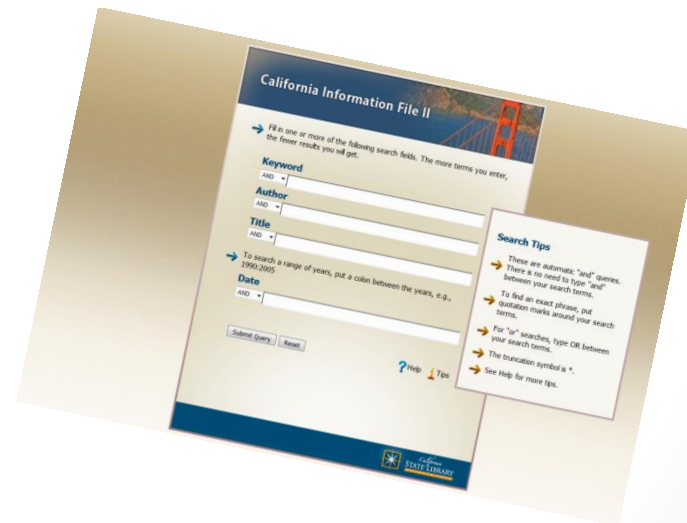 California Information File II
Fill in one or more of the following search fields. The more terms you enter,
the fewer results you will get.
Keyword
AND
Author
AND
Title
AND
To search a range of years, put a colon between the years, e.g.,
1990:2005
Date
AND
Submit Query Reset
? Help i Tips
California
STATE LIBRARY
Search Tips
These are automatic "and" queries.
There is no need to type "and"
between your search terms.
To find an exact phrase, put
quotation marks around your search
terms.
For "or" searches, type OR between
your search terms.
The truncation symbol is *.
See Help for more tips.